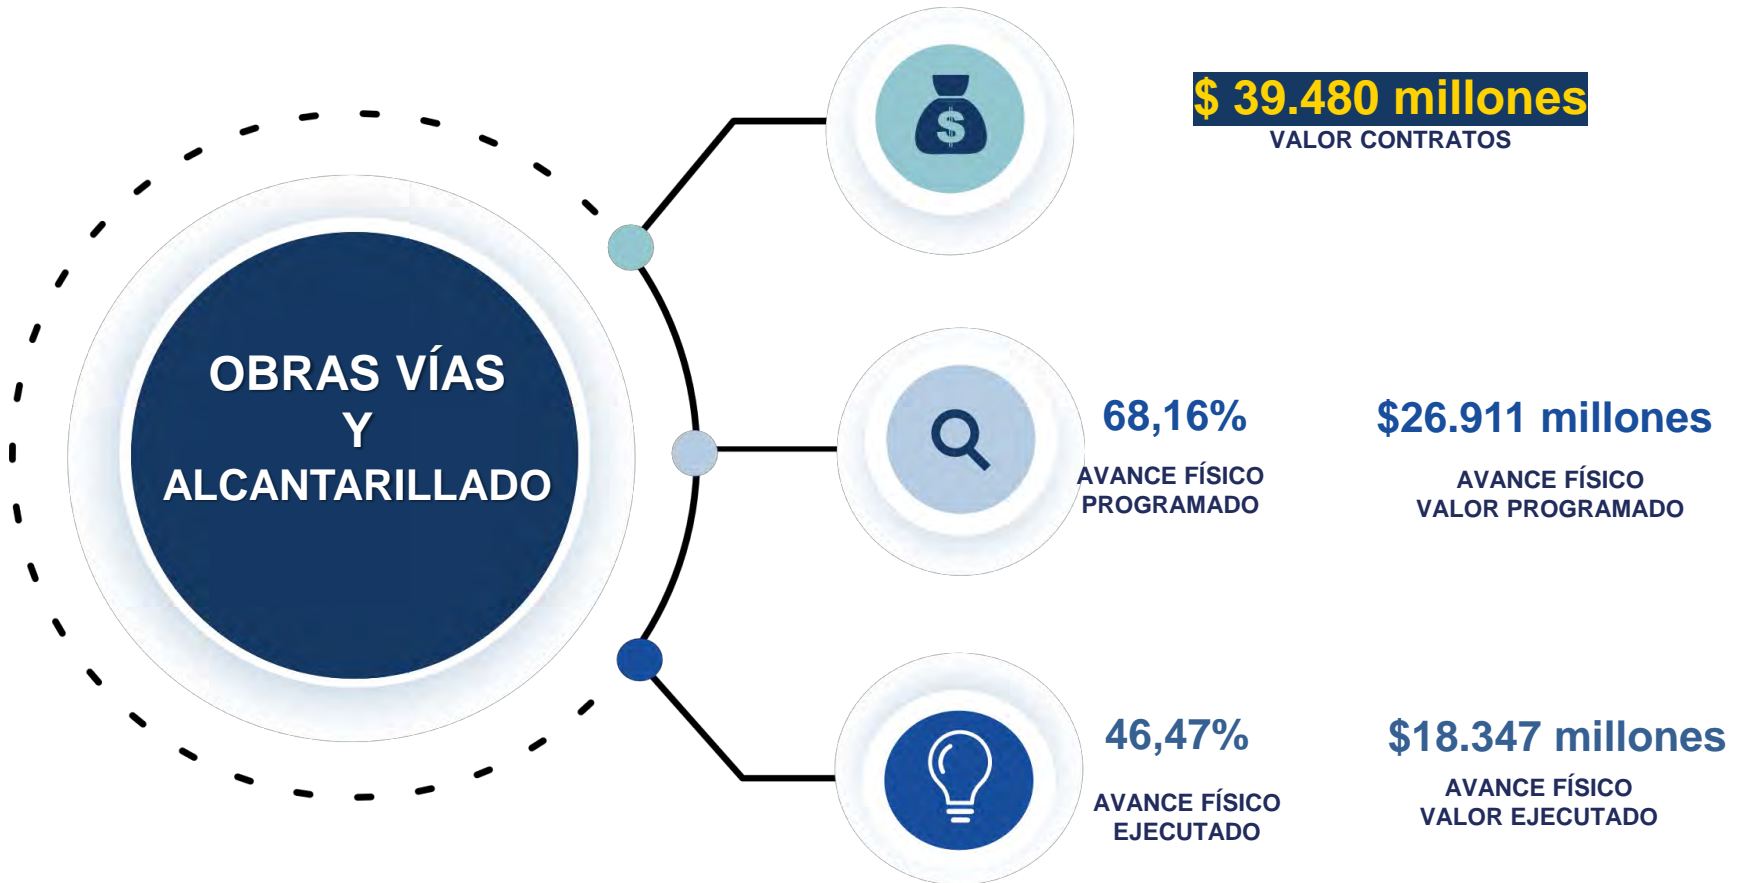 OBRAS VÍAS
Y
ALCANTARILLADO
$
$ 39.480 millones
VALOR CONTRATOS
68,16%
AVANCE FÍSICO
PROGRAMADO
$26.911 millones
AVANCE FÍSICO
VALOR PROGRAMADO
46,47%
AVANCE FÍSICO
EJECUTADO
$18.347 millones
AVANCE FÍSICO
VALOR EJECUTADO